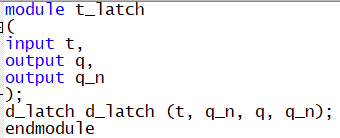 module t_latch
(
input t,
output q,
output q_n
);
d_latch d_latch (t, q_n, q, q_n);
endmodule